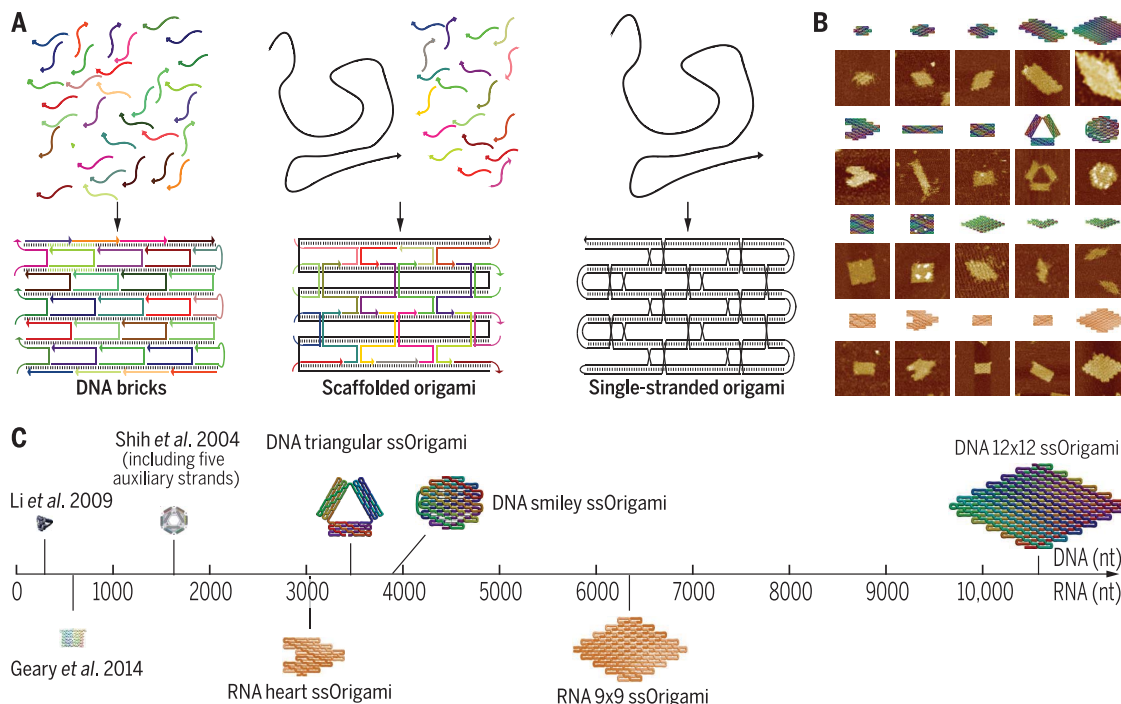 A
B
DNA bricks
Scaffolded origami
Single-stranded origami
C
Shih et al. 2004
(including five
auxiliary strands)
DNA triangular ssOrigami
DNA 12x12 ssOrigami
Li et al. 2009
DNA smiley ssOrigami
DNA (nt)
0 1000 2000 3000 4000 5000 6000 7000 8000 9000 10,000 RNA (nt)
Geary et al. 2014
RNA heart ssOrigami
RNA 9x9 ssOrigami